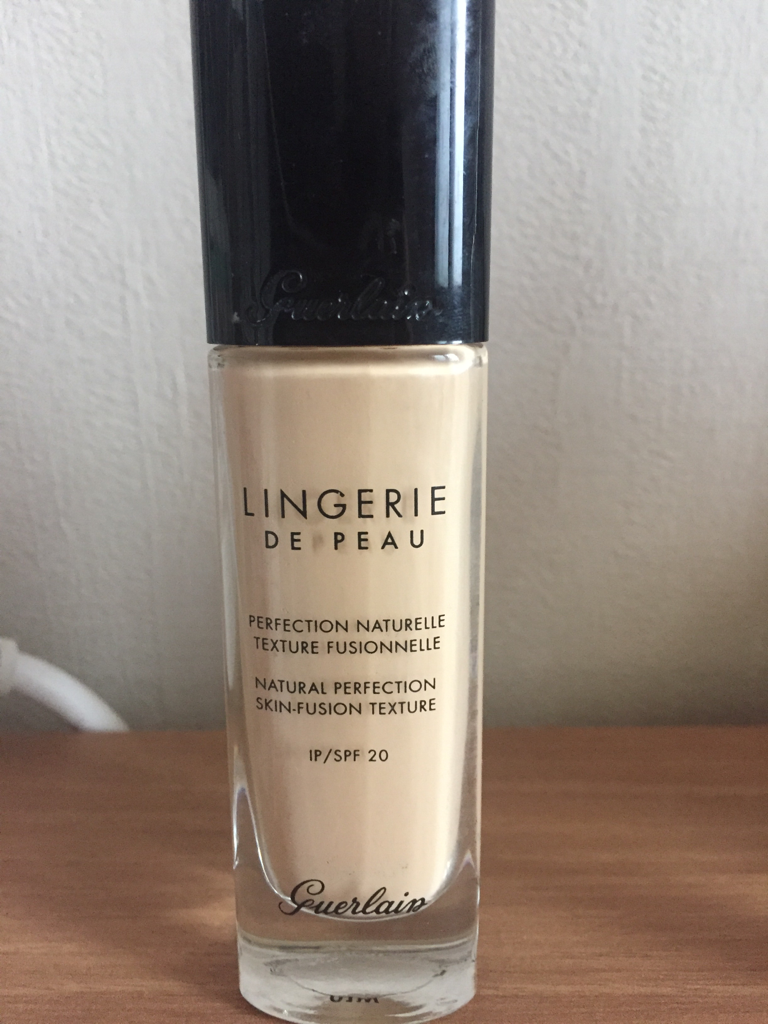 Guerlain
LINGERIE
DE PEAU
PERFECTION NATURELLE
TEXTURE FUSIONNELLE
NATURAL PERFECTION
SKIN-FUSION TEXTURE
IP/SPF 20
Guerlain